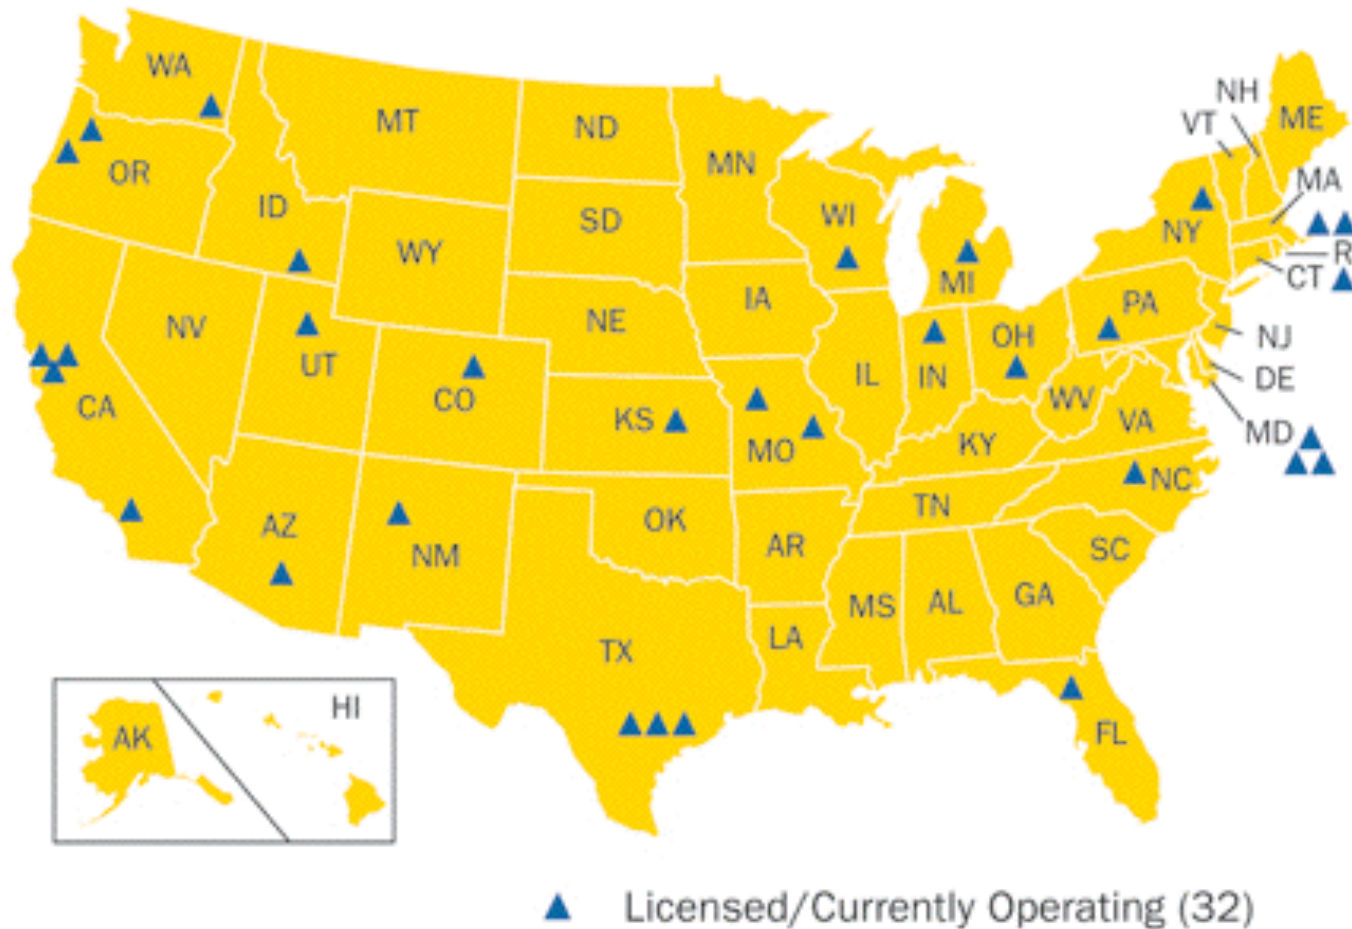 WA
MT
ND
MN
OR
ID
SD
WI
WY
MI
NY
VT
NH
ME
MA
R
CT
IA
NE
PA
NJ
NV
UT
CO
IL
IN
OH
DE
CA
KS
MO
WV
VA
MD
KY
NC
AZ
NM
OK
AR
TN
SC
MS
AL
GA
TX
LA
FL
AK
HI
Licensed/Currently Operating (32)